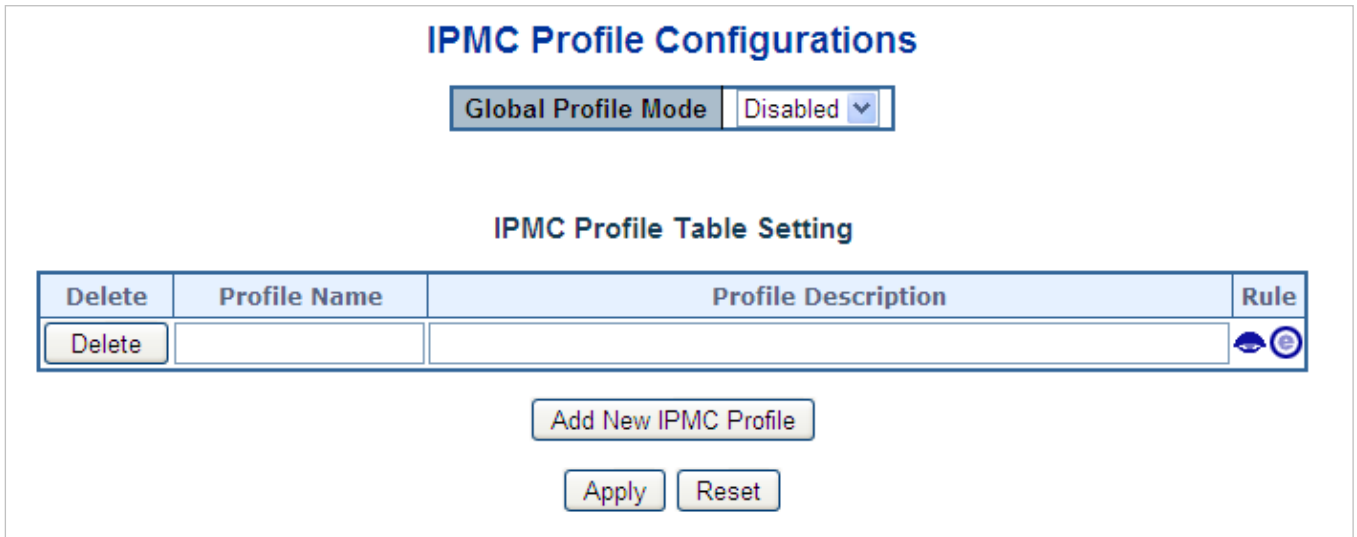 IPMC Profile Configurations
Global Profile Mode Disabled
IPMC Profile Table Setting
Delete Profile Name Profile Description Rule
Delete e
Add New IPMC Profile
Apply Reset